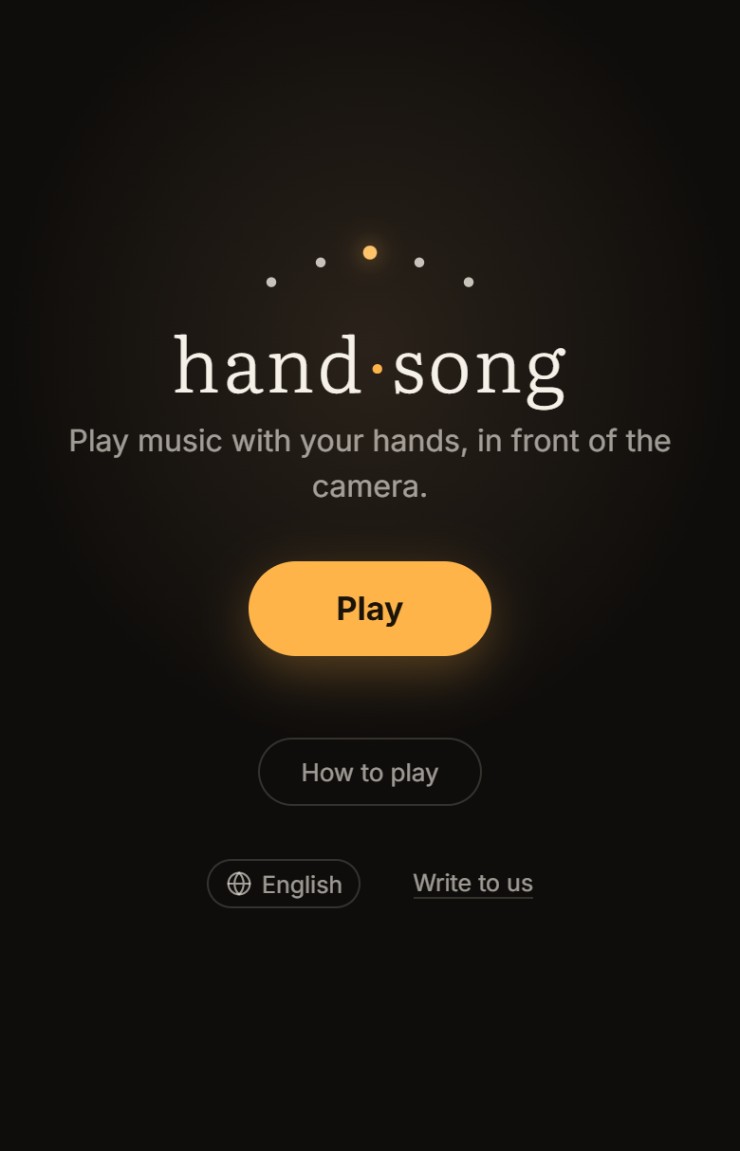 hand·song
Play music with your hands, in front of the
camera.
Play
How to play
English
Write to us